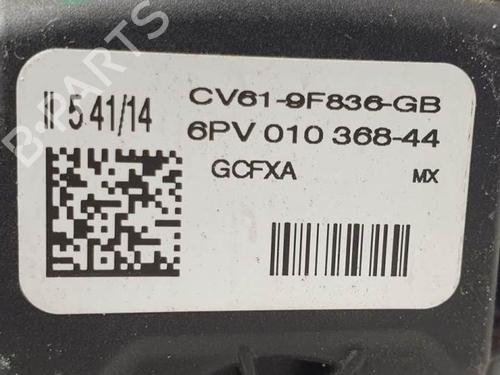 II 5 41/14
CV61-9F836-GB
6PV 010 368-44
GCFXA
MX
B-PARTS